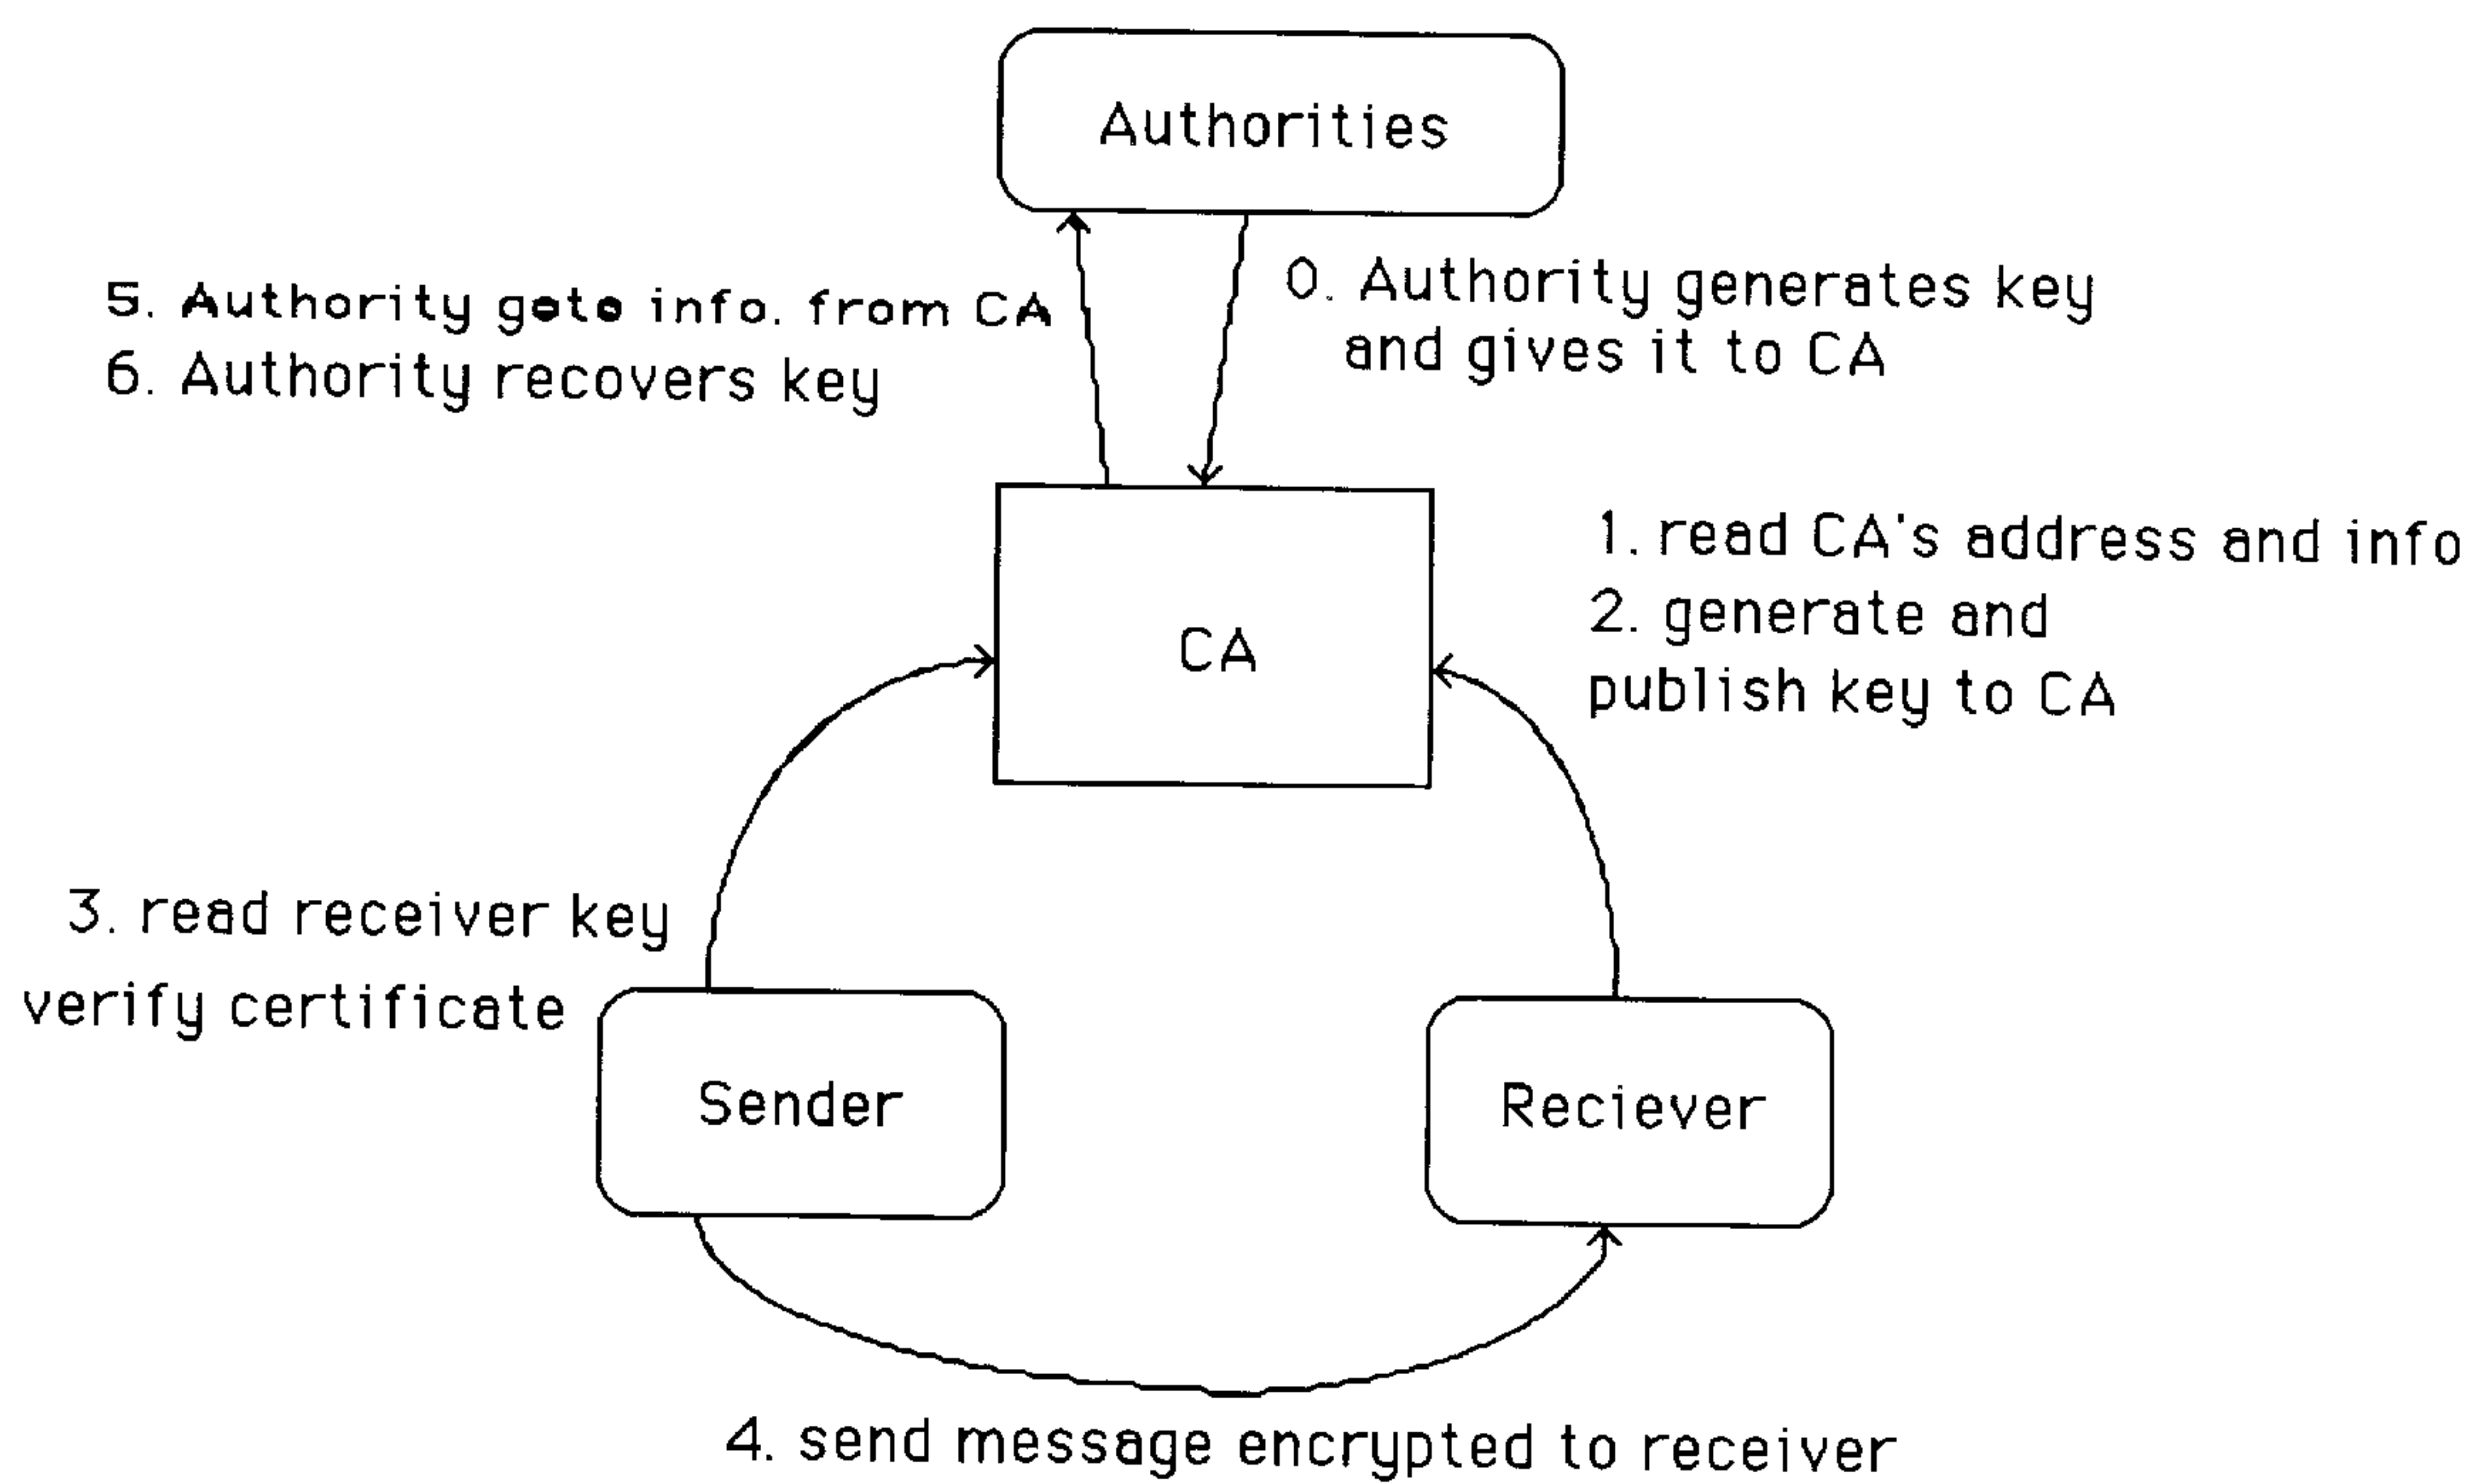 Authorities
5. Authority gets info. from CA
6. Authority recovers key
0. Authority generates key
and gives it to CA
CA
1. read CA's address and info
2. generate and
publish key to CA
3. read receiver key
verify certificate
Sender
Reciever
4. send message encrypted to receiver